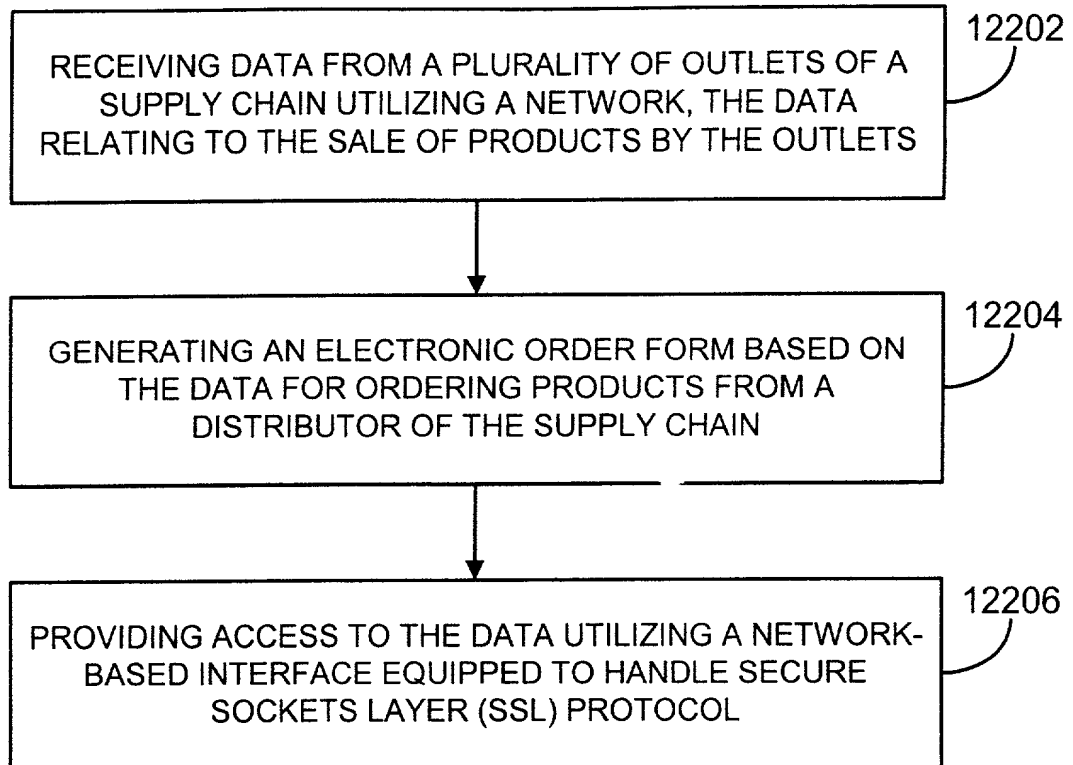 12202
RECEIVING DATA FROM A PLURALITY OF OUTLETS OF A
SUPPLY CHAIN UTILIZING A NETWORK, THE DATA
RELATING TO THE SALE OF PRODUCTS BY THE OUTLETS
12204
GENERATING AN ELECTRONIC ORDER FORM BASED ON
THE DATA FOR ORDERING PRODUCTS FROM A
DISTRIBUTOR OF THE SUPPLY CHAIN
12206
PROVIDING ACCESS TO THE DATA UTILIZING A NETWORK-
BASED INTERFACE EQUIPPED TO HANDLE SECURE
SOCKETS LAYER (SSL) PROTOCOL